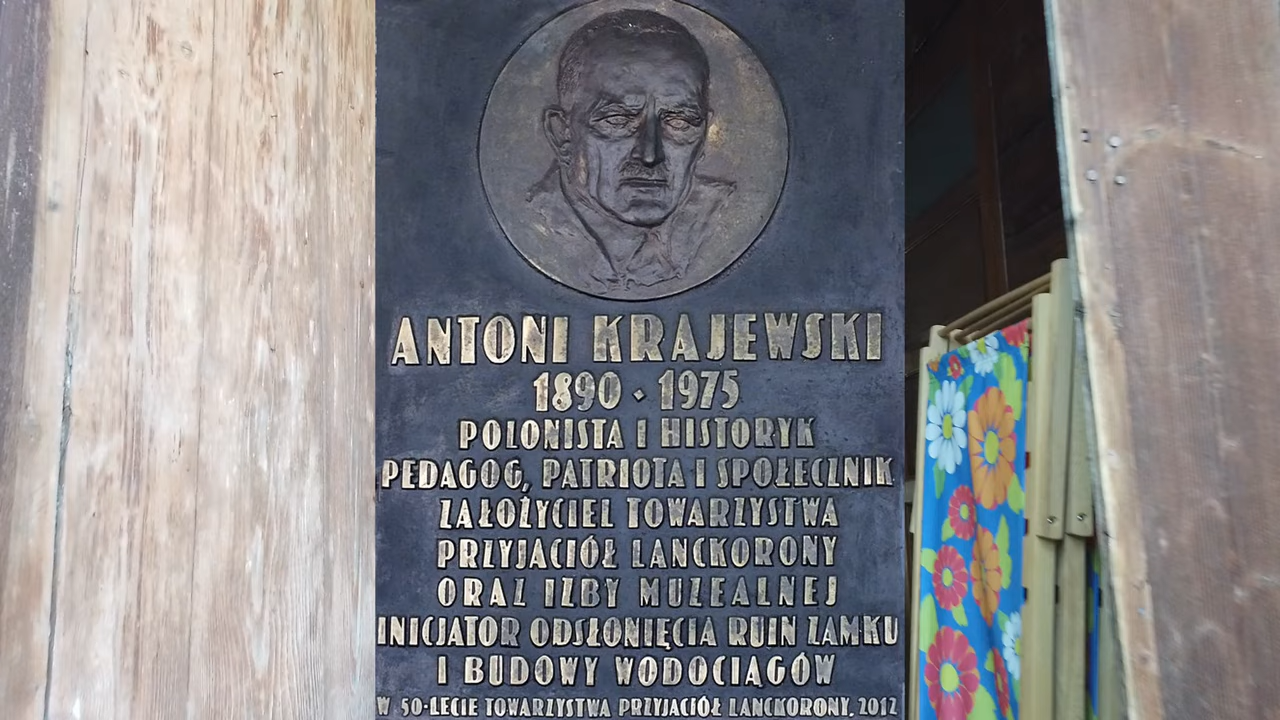 ANTONI KRAJEWSKI
1890 · 1975
POLONISTA I HISTORYK
PEDAGOG, PATRIOTA I SPOŁECZNIK
ZAŁOŻYCIEL TOWARZYSTWA
PRZYJACIÓŁ LANCKORONY
ORAZ IZBY MUZEALNEJ
INICJATOR ODSŁONIĘCIA RUIN ZAMKU
I BUDOWY WODOCIĄGÓW
W 50-LECIE TOWARZYSTWA PRZYJACIÓŁ LANCKORONY, 2012